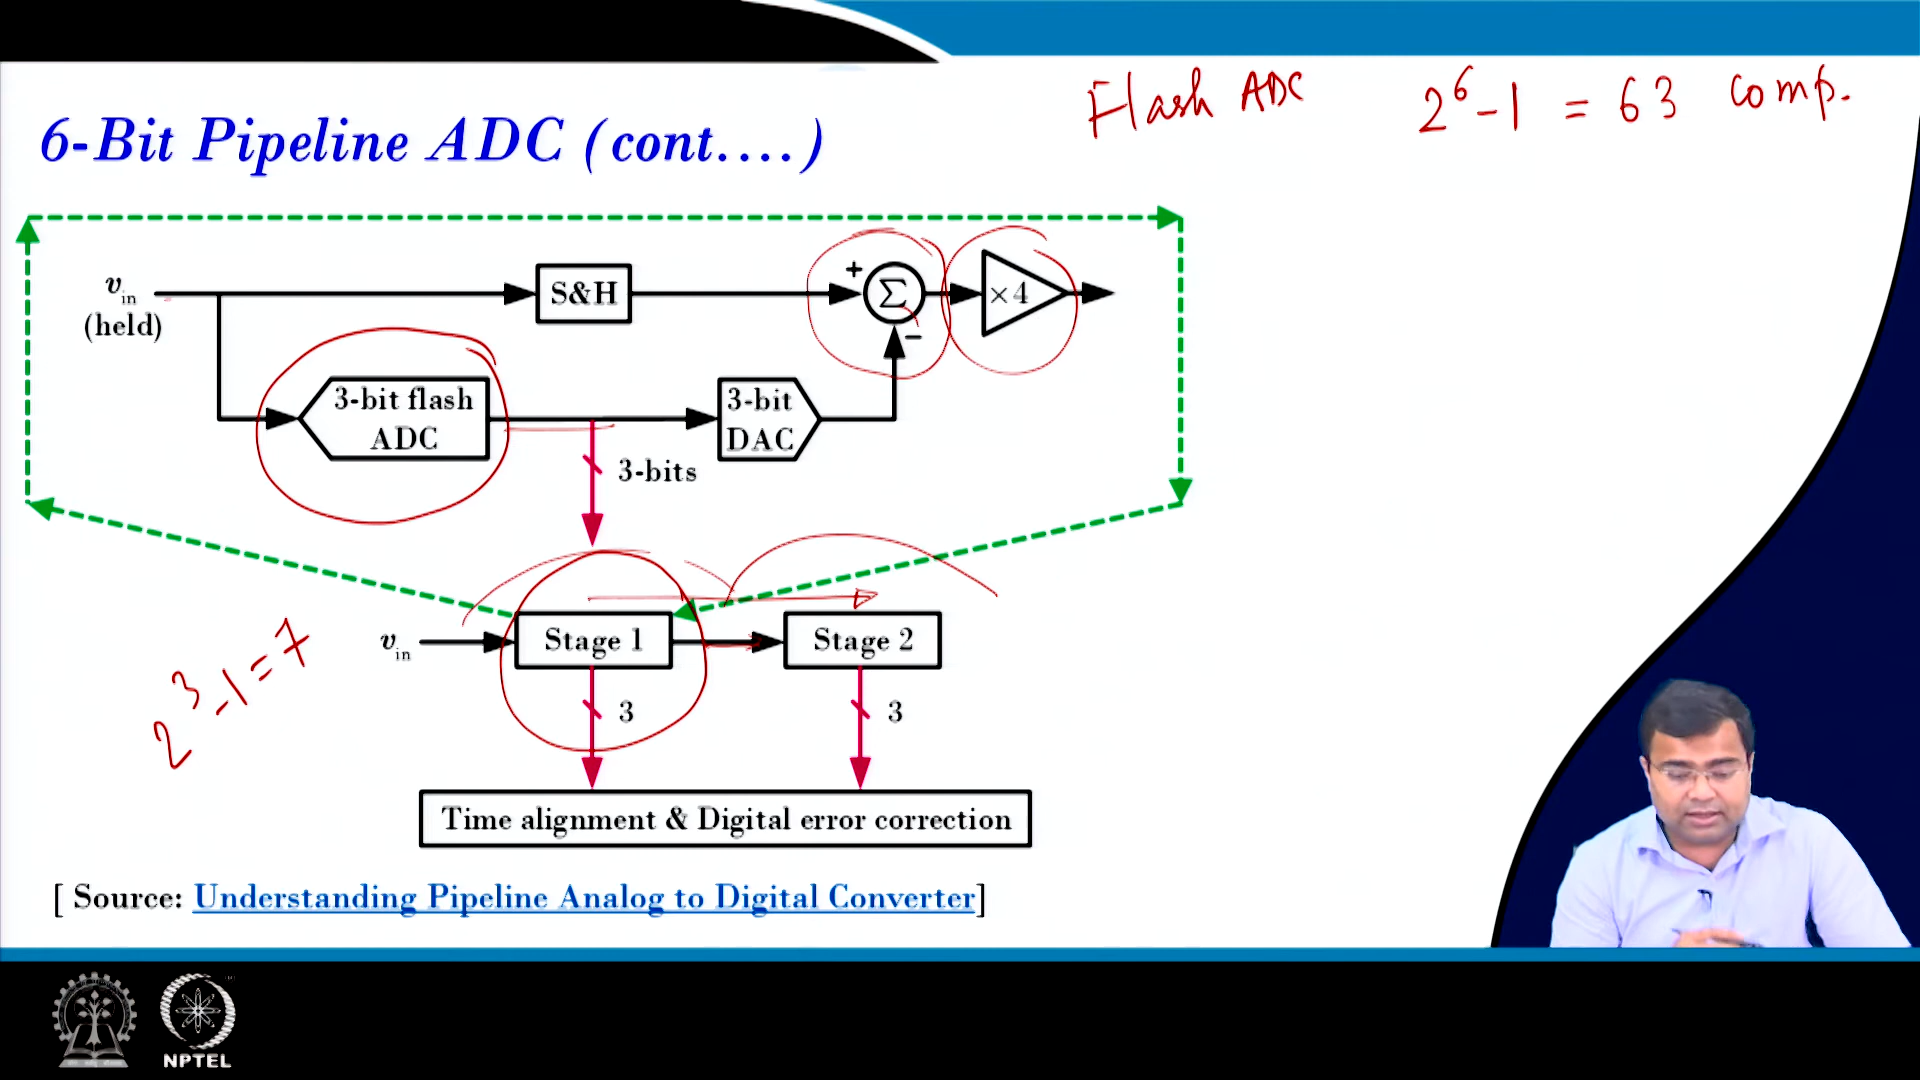 Flash ADC 2^6 - 1 = 63 comp.
6-Bit Pipeline ADC (cont....)
v_in
(held)
S&H
+
Σ
−
×4
3-bit flash
ADC
3-bit
DAC
3-bits
2^3 - 1 = 7
v_in
Stage 1
Stage 2
3
3
Time alignment & Digital error correction
[ Source: Understanding Pipeline Analog to Digital Converter]
NPTEL